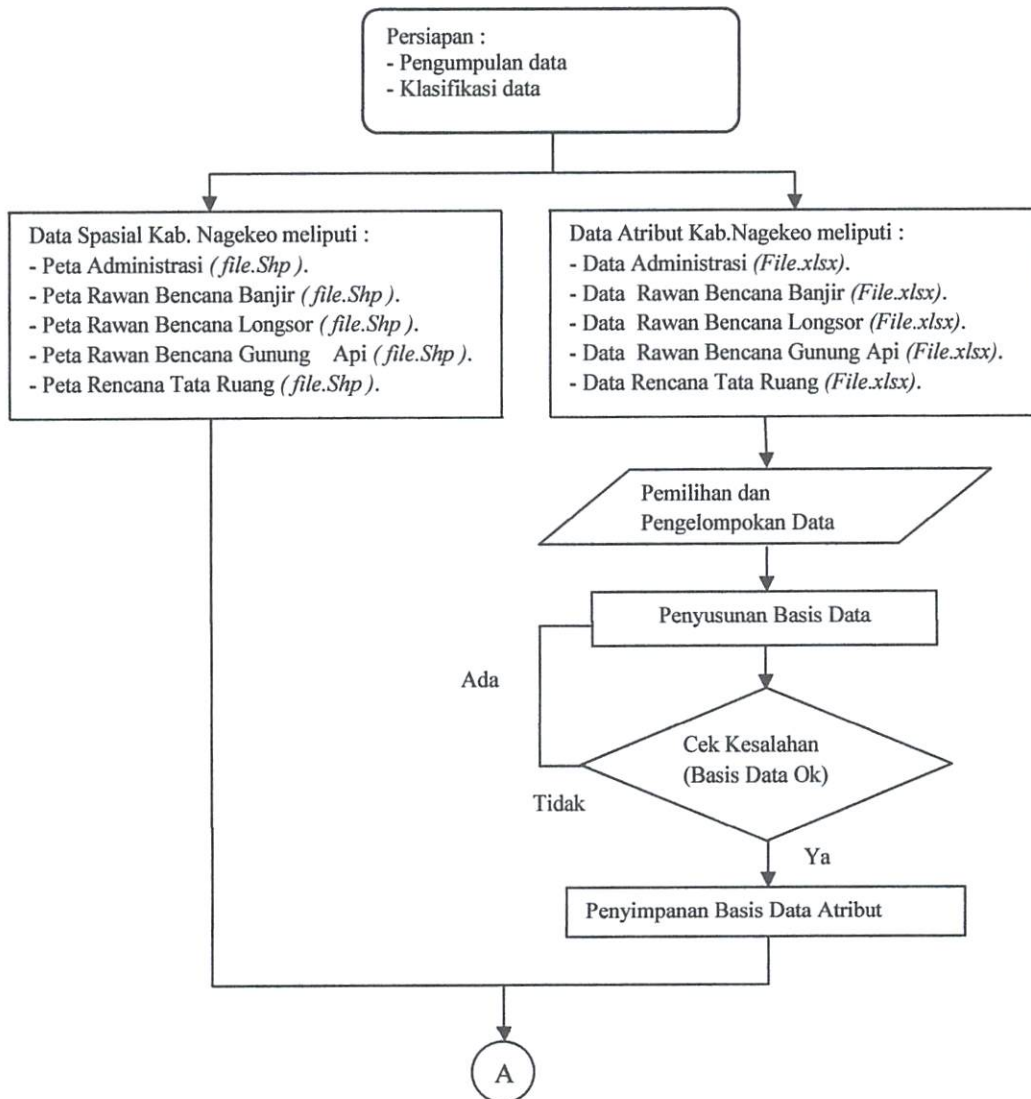 Persiapan :
- Pengumpulan data
- Klasifikasi data
Data Spasial Kab. Nagekeo meliputi :
- Peta Administrasi (file.Shp ).
- Peta Rawan Bencana Banjir (file.Shp ).
- Peta Rawan Bencana Longsor (file.Shp ).
- Peta Rawan Bencana Gunung Api (file.Shp ).
- Peta Rencana Tata Ruang (file.Shp ).
Data Atribut Kab.Nagekeo meliputi :
- Data Administrasi (File.xlsx).
- Data Rawan Bencana Banjir (File.xlsx).
- Data Rawan Bencana Longsor (File.xlsx).
- Data Rawan Bencana Gunung Api (File.xlsx).
- Data Rencana Tata Ruang (File.xlsx).
Pemilihan dan
Pengelompokan Data
Penyusunan Basis Data
Ada
Cek Kesalahan
(Basis Data Ok)
Tidak
Ya
Penyimpanan Basis Data Atribut
A